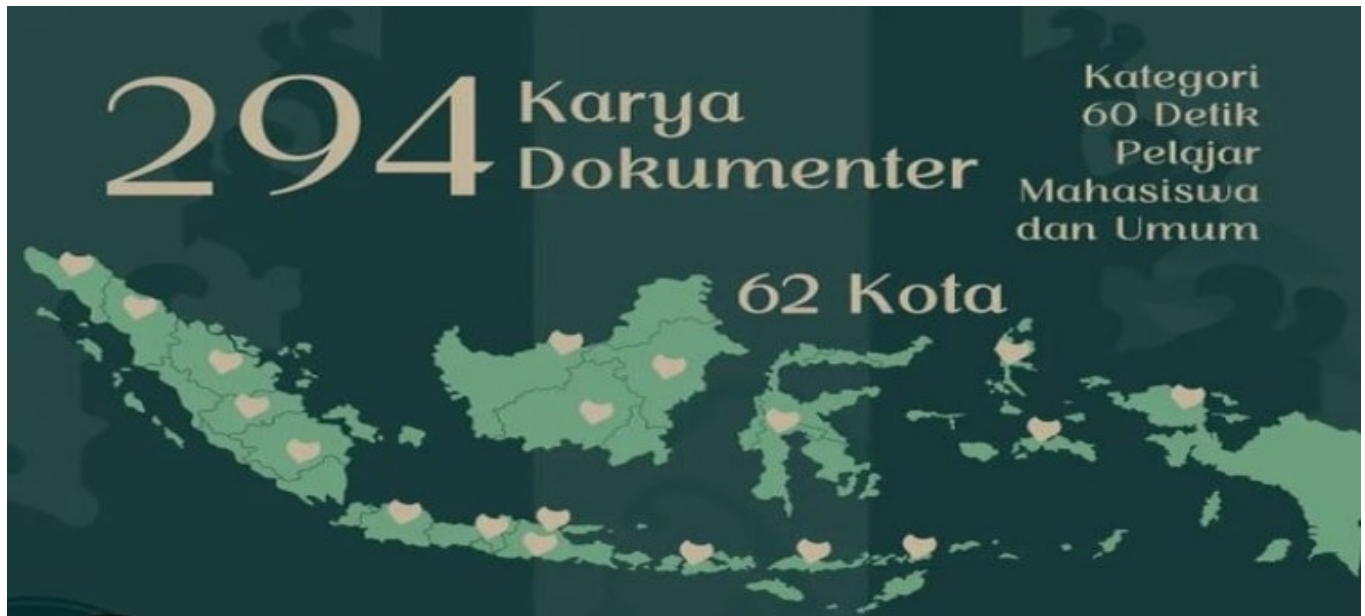 294 Karya
Dokumenter
Kategori
60 Detik
Pelajar
Mahasiswa
dan Umum
62 Kota